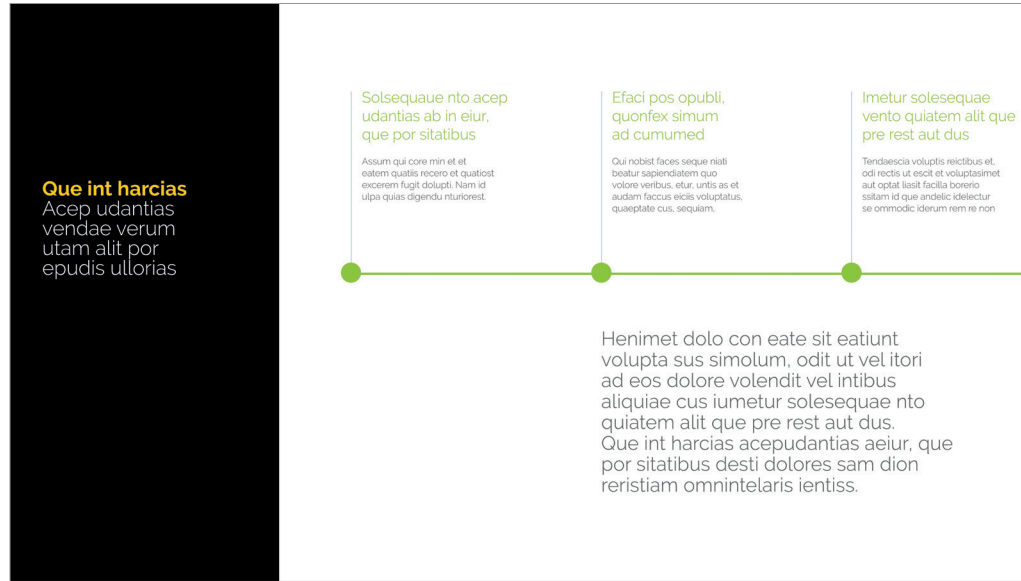 Que int harcias
Acep udantias
vendae verum
utam alit por
epudis ullorias
Solsequaue nto acep
udantias ab in eiur,
que por sitatibus
Assum qui core min et et
eatem quatiis recero et quatiost
excerem fugit dolupti. Nam id
ulpa quias digendu nturiorest.
Efaci pos opubli,
quonfex simum
ad cumumed
Qui nobist faces seque niati
beatur sapiendiatem quo
volore veribus, etur, untis as et
audam faccus eiciis voluptatus,
quaeptate cus, sequiam,
Imetur solesequae
vento quiatem alit que
pre rest aut dus
Tendaescia voluptis reictibus et,
odi rectis ut escit et voluptasimet
aut optat liasit facilla borerio
ssitam id que andelic idelectur
se ommodic iderum rem re non
Henimet dolo con eate sit eatiunt
volupta sus simolum, odit ut vel itori
ad eos dolore volendit vel intibus
aliquiae cus iumetur solesequae nto
quiatem alit que pre rest aut dus.
Que int harcias acepudantias aeiur, que
por sitatibus desti dolores sam dion
reristiam omnintelaris ientiss.